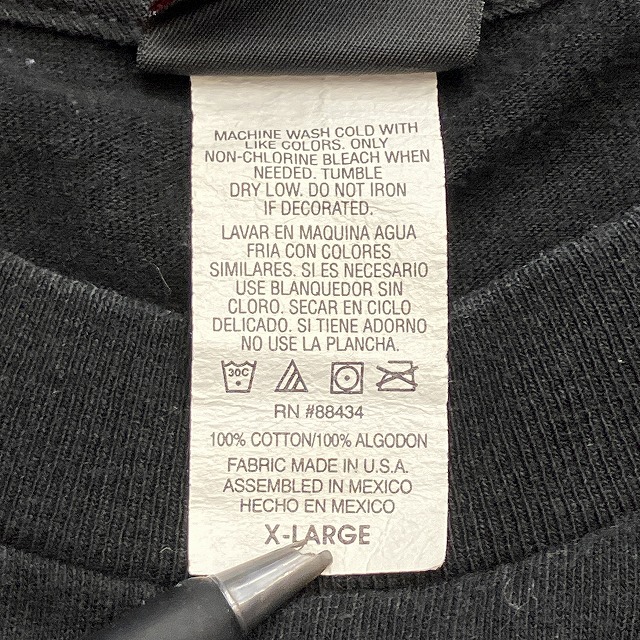 MACHINE WASH COLD WITH
LIKE COLORS. ONLY
NON-CHLORINE BLEACH WHEN
NEEDED. TUMBLE
DRY LOW. DO NOT IRON
IF DECORATED.
LAVAR EN MAQUINA AGUA
FRIA CON COLORES
SIMILARES. SI ES NECESARIO
USE BLANQUEDOR SIN
CLORO. SECAR EN CICLO
DELICADO. SI TIENE ADORNO
NO USE LA PLANCHA.
30C
RN #88434
100% COTTON/100% ALGODON
FABRIC MADE IN U.S.A.
ASSEMBLED IN MEXICO
HECHO EN MEXICO
X-LARGE